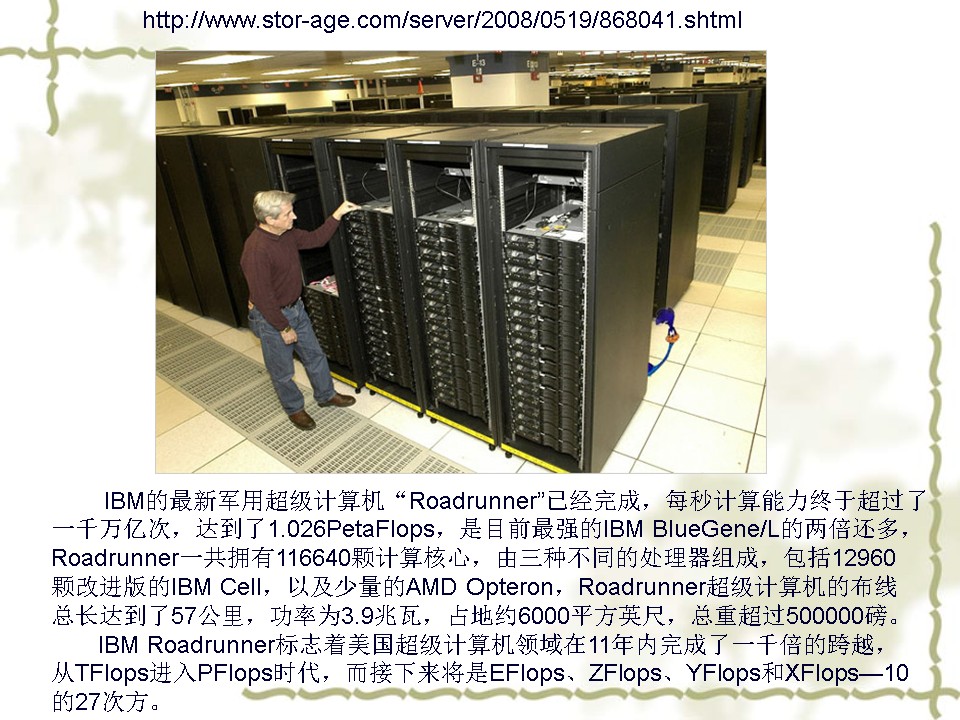 http://www.stor-age.com/server/2008/0519/868041.shtml
IBM的最新军用超级计算机“Roadrunner”已经完成，每秒计算能力终于超过了
一千万亿次，达到了1.026PetaFlops，是目前最强的IBM BlueGene/L的两倍还多，
Roadrunner一共拥有116640颗计算核心，由三种不同的处理器组成，包括12960
颗改进版的IBM Cell，以及少量的AMD Opteron，Roadrunner超级计算机的布线
总长达到了57公里，功率为3.9兆瓦，占地约6000平方英尺，总重超过500000磅。
IBM Roadrunner标志着美国超级计算机领域在11年内完成了一千倍的跨越，
从TFlops进入PFlops时代，而接下来将是EFlops、ZFlops、YFlops和XFlops—10
的27次方。